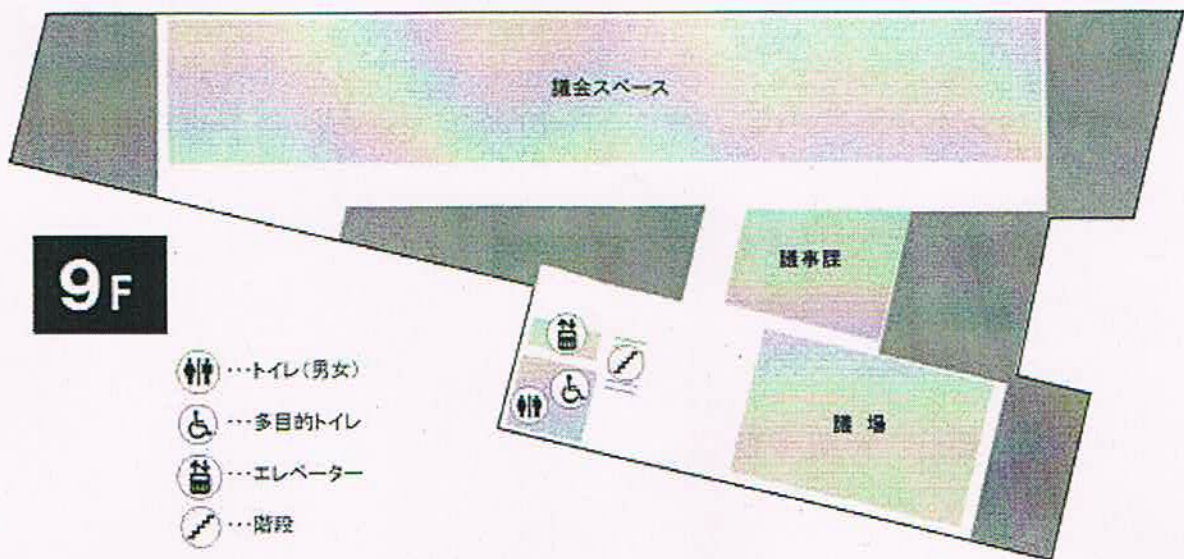 議会スペース
議事課
9F
…トイレ(男女)
…多目的トイレ
議場
…エレベーター
…階段